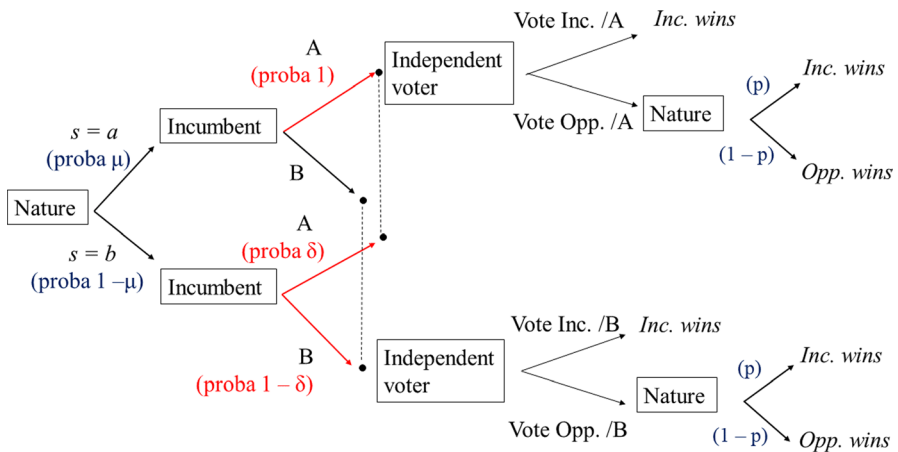 Vote Inc. /A
Inc. wins
A
(proba 1)
Independent
voter
Inc. wins
(p)
s = a
(proba μ)
Incumbent
Vote Opp. /A
Nature
B
(1 – p)
Opp. wins
Nature
A
(proba δ)
s = b
(proba 1 –μ)
Incumbent
Vote Inc. /B
Inc. wins
B
(proba 1 – δ)
Independent
voter
Inc. wins
(p)
Nature
Vote Opp. /B
(1 – p)
Opp. wins